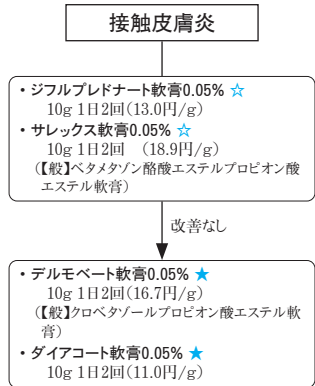 接触皮膚炎
・ジフルプレドナート軟膏0.05% ☆
10g 1日2回(13.0円/g)
・サレックス軟膏0.05% ☆
10g 1日2回 (18.9円/g)
(【般】ベタメタゾン酪酸エステルプロピオン酸
エステル軟膏)
改善なし
・デルモベート軟膏0.05% ★
10g 1日2回(16.7円/g)
(【般】クロベタゾールプロピオン酸エステル軟
膏)
・ダイアコート軟膏0.05% ★
10g 1日2回(11.0円/g)